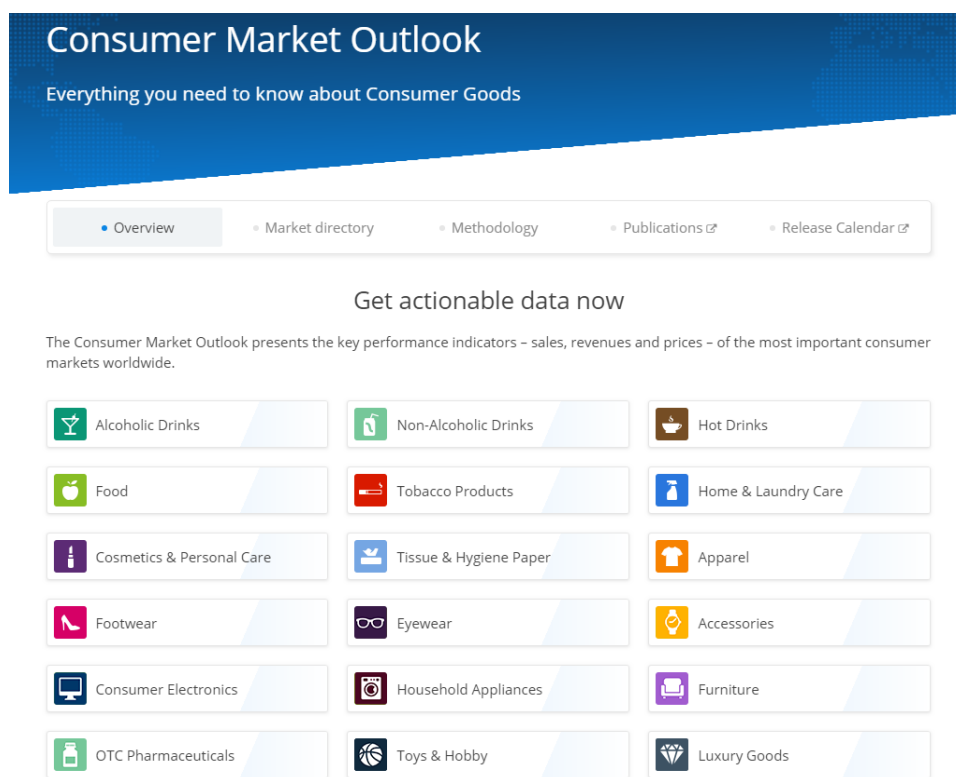 Consumer Market Outlook
Everything you need to know about Consumer Goods
Overview
Market directory
Methodology
Publications
Release Calendar
Get actionable data now
The Consumer Market Outlook presents the key performance indicators – sales, revenues and prices – of the most important consumer
markets worldwide.
Alcoholic Drinks
Non-Alcoholic Drinks
Hot Drinks
Food
Tobacco Products
Home & Laundry Care
Cosmetics & Personal Care
Tissue & Hygiene Paper
Apparel
Footwear
Eyewear
Accessories
Consumer Electronics
Household Appliances
Furniture
OTC Pharmaceuticals
Toys & Hobby
Luxury Goods